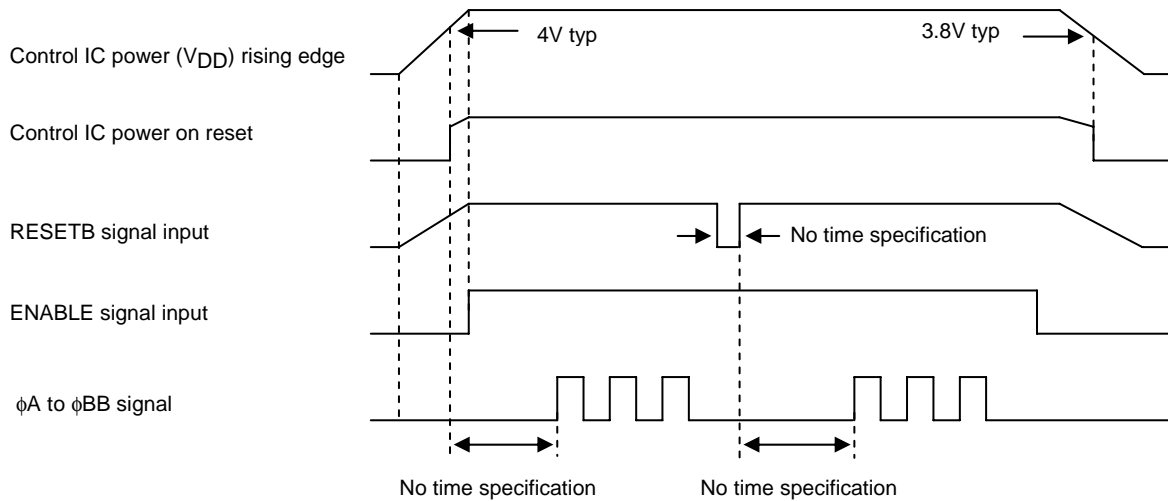 4V typ
3.8V typ
Control IC power (VDD) rising edge
Control IC power on reset
RESETB signal input
No time specification
ENABLE signal input
ϕA to ϕBB signal
No time specification
No time specification